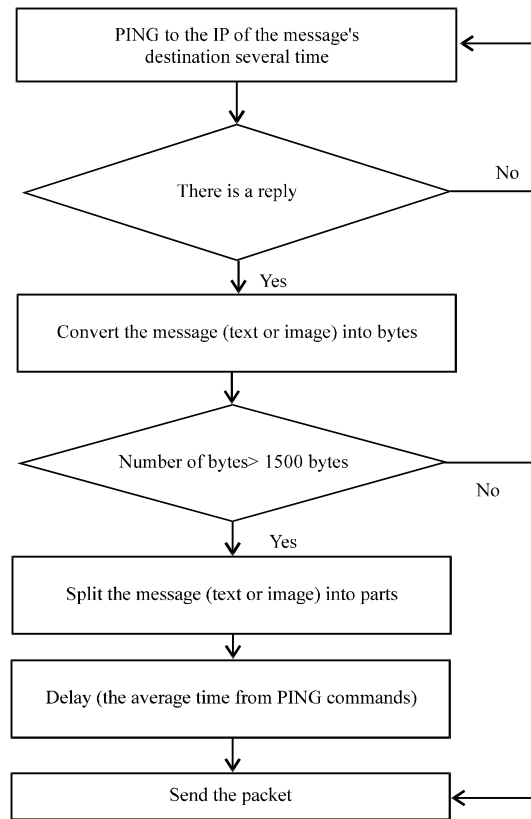 PING to the IP of the message's
destination several time
There is a reply
No
Yes
Convert the message (text or image) into bytes
Number of bytes> 1500 bytes
No
Yes
Split the message (text or image) into parts
Delay (the average time from PING commands)
Send the packet